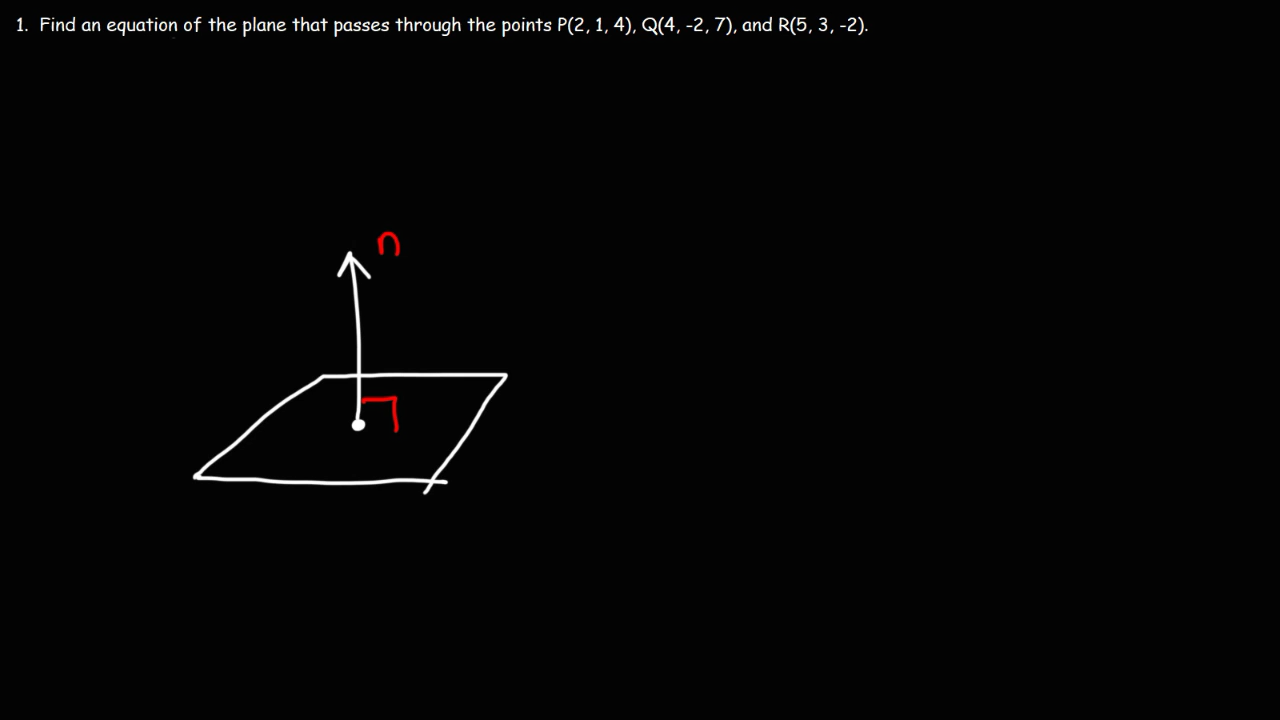 1. Find an equation of the plane that passes through the points P(2, 1, 4), Q(4, -2, 7), and R(5, 3, -2).
n